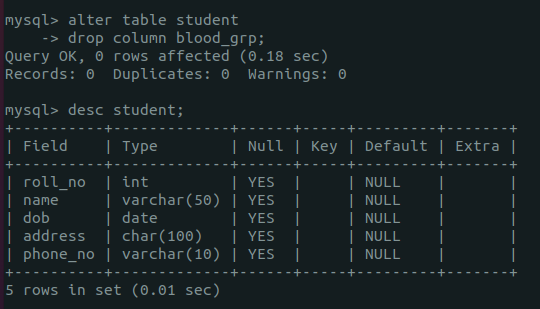 mysql> alter table student
    -> drop column blood_grp;
Query OK, 0 rows affected (0.18 sec)
Records: 0  Duplicates: 0  Warnings: 0

mysql> desc student;
+----------+-------------+------+-----+---------+-------+
| Field    | Type        | Null | Key | Default | Extra |
+----------+-------------+------+-----+---------+-------+
| roll_no  | int         | YES  |     | NULL    |       |
| name     | varchar(50) | YES  |     | NULL    |       |
| dob      | date        | YES  |     | NULL    |       |
| address  | char(100)   | YES  |     | NULL    |       |
| phone_no | varchar(10) | YES  |     | NULL    |       |
+----------+-------------+------+-----+---------+-------+
5 rows in set (0.01 sec)